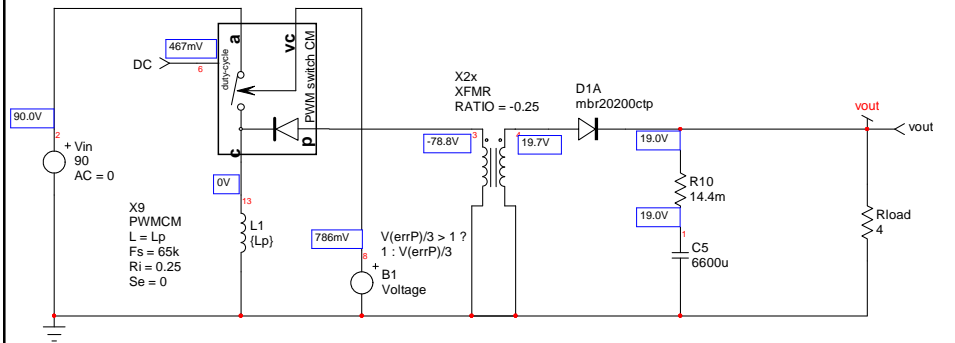 a
vc
467mV
duty-cycle
PWM switch CM
DC
6
X2x
XFMR
RATIO = -0.25
D1A
mbr20200ctp
vout
vout
90.0V
2
+
Vin
90
AC = 0
c
p
-78.8V
3
19.7V
19.0V
0V
13
R10
14.4m
19.0V
1
X9
PWMCM
L = Lp
Fs = 65k
Ri = 0.25
Se = 0
L1
{Lp}
786mV
8
V(errP)/3 > 1 ?
1 : V(errP)/3
+
B1
Voltage
C5
6600u
Rload
4